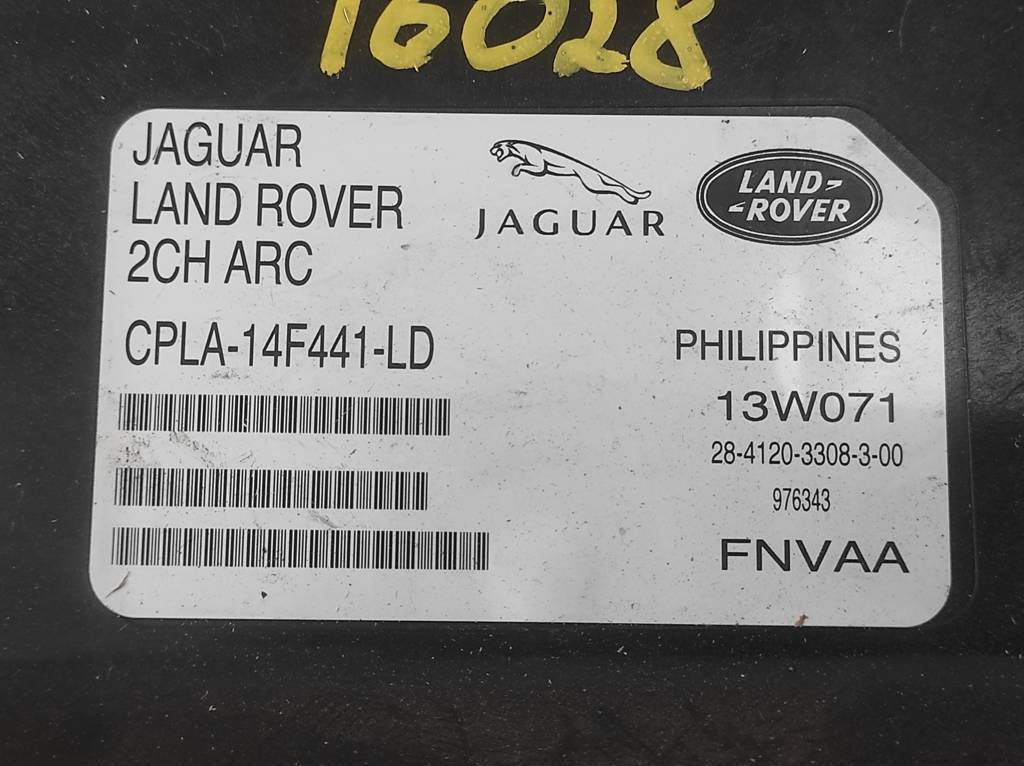 16028
JAGUAR
LAND ROVER
2CH ARC
JAGUAR
LAND-
-ROVER
CPLA-14F441-LD
PHILIPPINES
13W071
28-4120-3308-3-00
976343
FNVAA